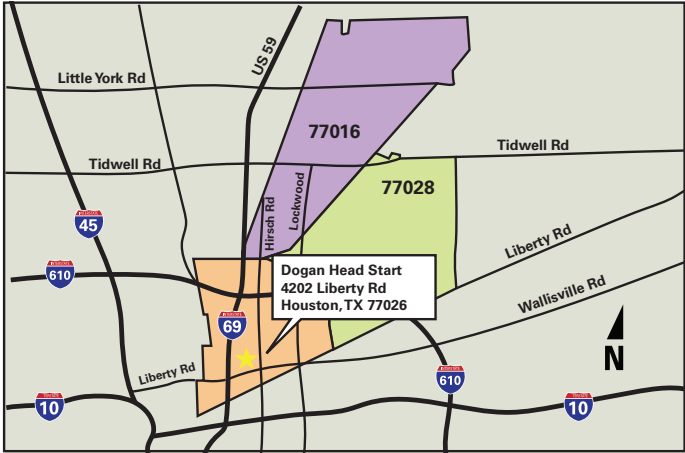 US 59
Little York Rd
77016
Tidwell Rd
Tidwell Rd
77028
Hirsch Rd
Lockwood
45
Liberty Rd
610
Dogan Head Start
4202 Liberty Rd
Houston, TX 77026
Wallisville Rd
69
N
Liberty Rd
610
10
10